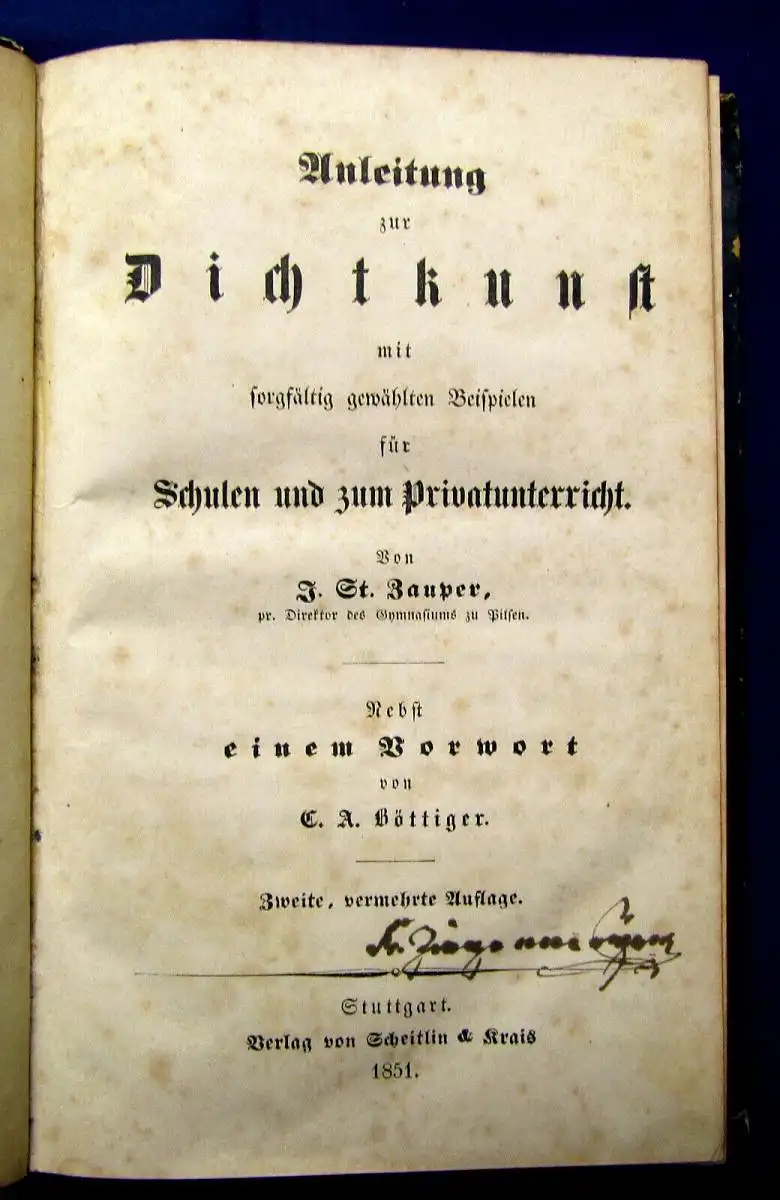 Anleitung
zur
Dichtkunst
mit
sorgfältig gewählten Beispielen
für
Schulen und zum Privatunterricht.
Von
J. St. Zauper,
pr. Direktor des Gymnasiums zu Pilsen.
Nebst
einem Vorwort
von
C. A. Böttiger.
Zweite, vermehrte Auflage.
Stuttgart.
Verlag von Scheitlin & Krais
1851.